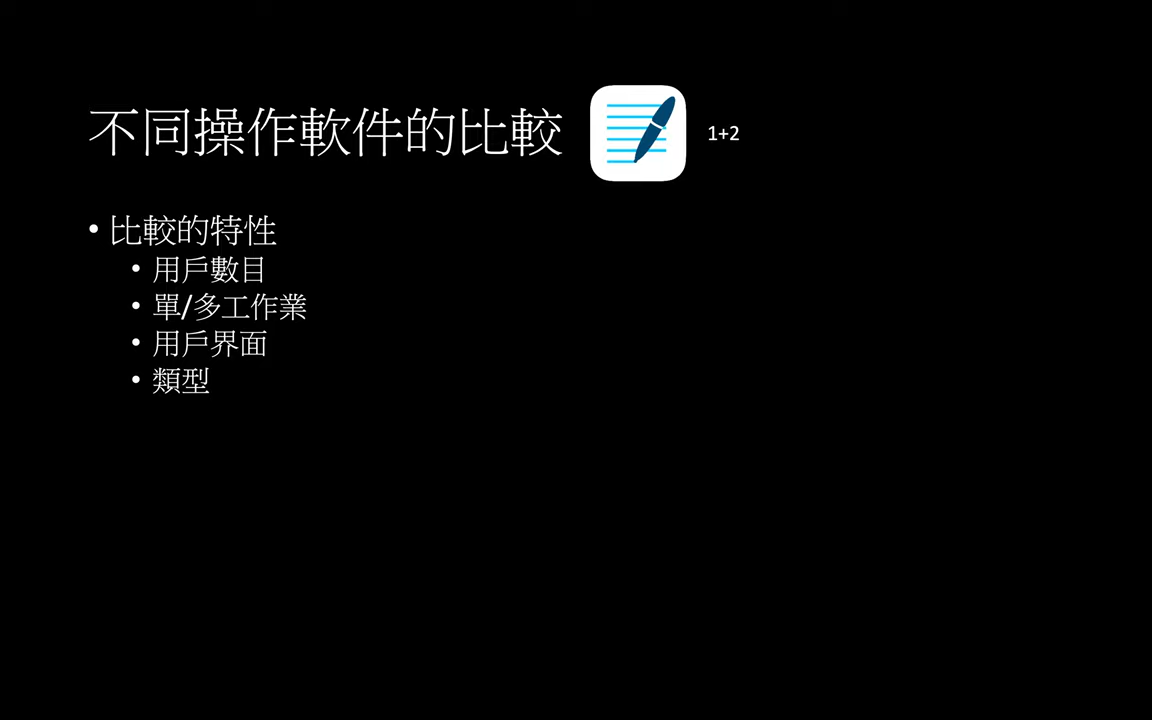 不同操作軟件的比較
1+2
• 比較的特性
• 用戶數目
• 單/多工作業
• 用戶界面
• 類型